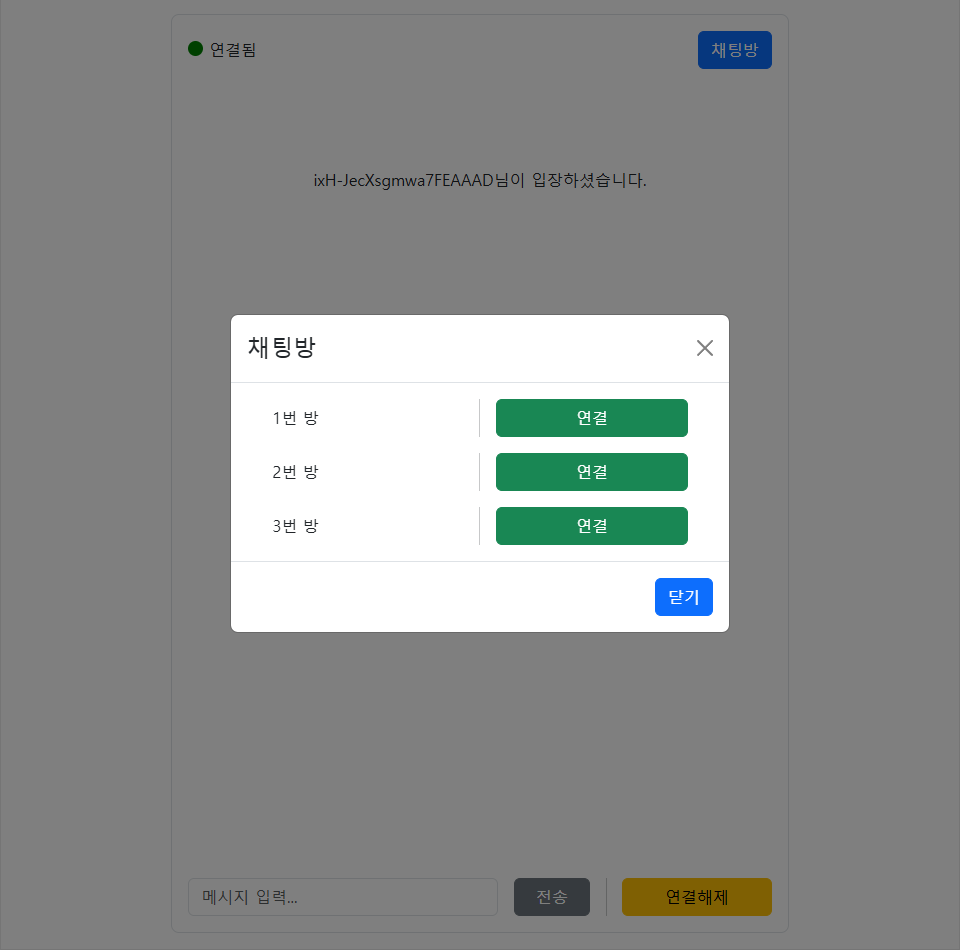 연결됨
채팅방
ixH-JecXsgmwa7FEAAAD님이 입장하셨습니다.
채팅방
1번 방
연결
2번 방
연결
3번 방
연결
닫기
메시지 입력...
전송
연결해제